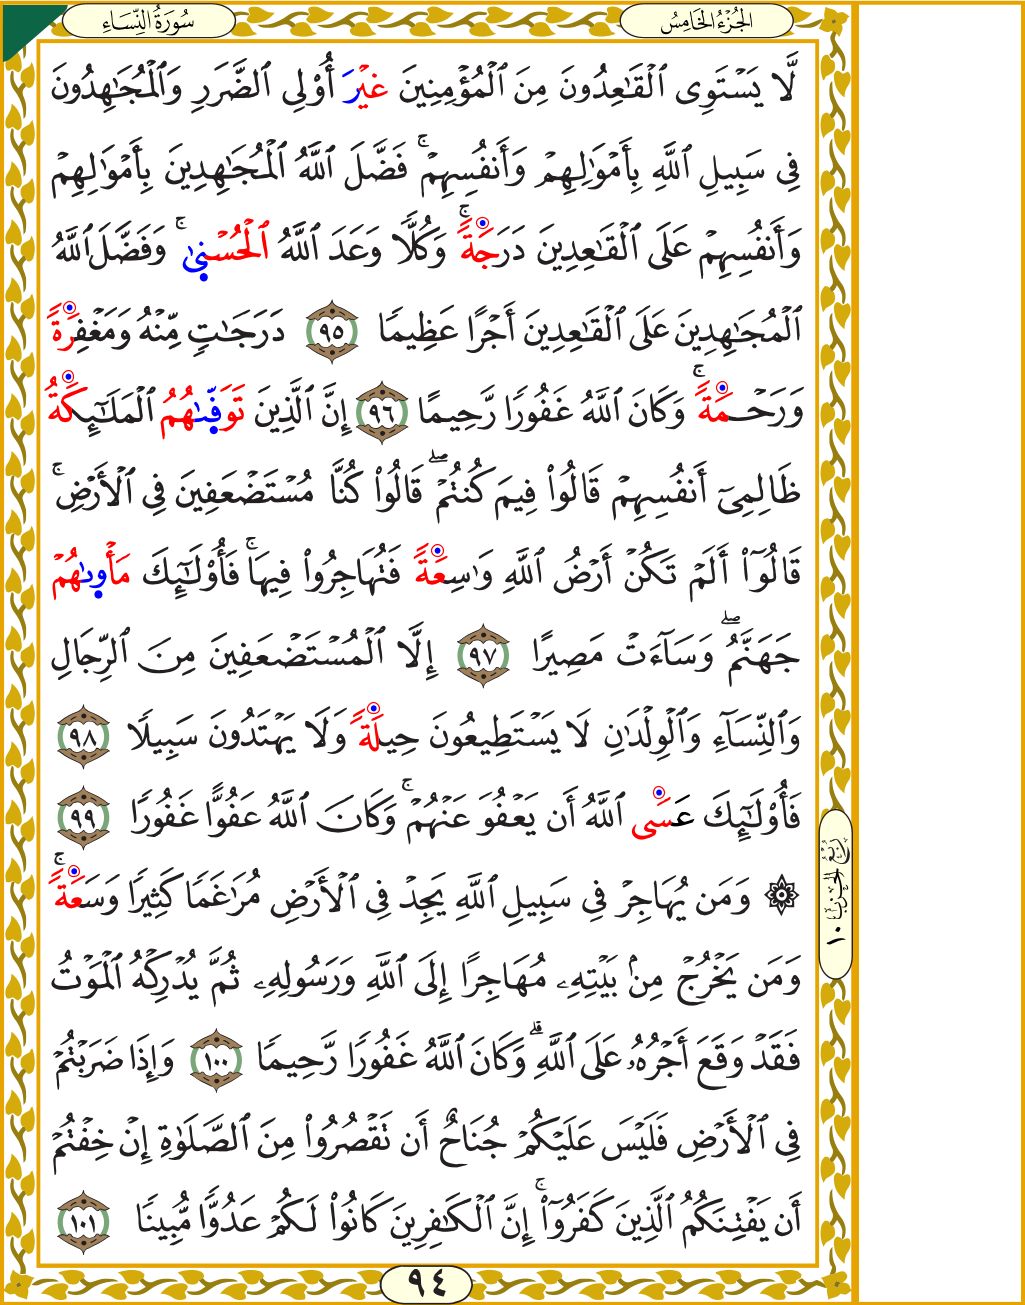 الجُزْءُ الخَامِسُ
سُورَةُ النِّسَاءِ
لَّا يَسْتَوِى ٱلْقَٰعِدُونَ مِنَ ٱلْمُؤْمِنِينَ غَيْرَ أُو۟لِى ٱلضَّرَرِ وَٱلْمُجَٰهِدُونَ
فِى سَبِيلِ ٱللَّهِ بِأَمْوَٰلِهِمْ وَأَنفُسِهِمْ ۚ فَضَّلَ ٱللَّهُ ٱلْمُجَٰهِدِينَ بِأَمْوَٰلِهِمْ
وَأَنفُسِهِمْ عَلَى ٱلْقَٰعِدِينَ دَرَجَةً ۚ وَكُلًّا وَعَدَ ٱللَّهُ ٱلْحُسْنِىٰ ۚ وَفَضَّلَ ٱللَّهُ
ٱلْمُجَٰهِدِينَ عَلَى ٱلْقَٰعِدِينَ أَجْرًا عَظِيمًا ٩٥ دَرَجَٰتٍ مِّنْهُ وَمَغْفِرَةً
وَرَحْمَةً ۚ وَكَانَ ٱللَّهُ غَفُورًا رَّحِيمًا ٩٦ إِنَّ ٱلَّذِينَ تَوَفَّىٰهُمُ ٱلْمَلَٰٓئِكَةُ
ظَالِمِىٓ أَنفُسِهِمْ قَالُوا۟ فِيمَ كُنتُمْ ۖ قَالُوا۟ كُنَّا مُسْتَضْعَفِينَ فِى ٱلْأَرْضِ ۚ
قَالُوٓا۟ أَلَمْ تَكُنْ أَرْضُ ٱللَّهِ وَٰسِعَةً فَتُهَاجِرُوا۟ فِيهَا ۚ فَأُو۟لَٰٓئِكَ مَأْوىٰهُمْ
جَهَنَّمُ ۖ وَسَآءَتْ مَصِيرًا ٩٧ إِلَّا ٱلْمُسْتَضْعَفِينَ مِنَ ٱلرِّجَالِ
وَٱلنِّسَآءِ وَٱلْوِلْدَٰنِ لَا يَسْتَطِيعُونَ حِيلَةً وَلَا يَهْتَدُونَ سَبِيلًا ٩٨
فَأُو۟لَٰٓئِكَ عَسَى ٱللَّهُ أَن يَعْفُوَ عَنْهُمْ ۚ وَكَانَ ٱللَّهُ عَفُوًّا غَفُورًا ٩٩
۞ وَمَن يُهَاجِرْ فِى سَبِيلِ ٱللَّهِ يَجِدْ فِى ٱلْأَرْضِ مُرَٰغَمًا كَثِيرًا وَسَعَةً ۚ
وَمَن يَخْرُجْ مِنۢ بَيْتِهِۦ مُهَاجِرًا إِلَى ٱللَّهِ وَرَسُولِهِۦ ثُمَّ يُدْرِكْهُ ٱلْمَوْتُ
فَقَدْ وَقَعَ أَجْرُهُۥ عَلَى ٱللَّهِ ۗ وَكَانَ ٱللَّهُ غَفُورًا رَّحِيمًا ١٠٠ وَإِذَا ضَرَبْتُمْ
فِى ٱلْأَرْضِ فَلَيْسَ عَلَيْكُمْ جُنَاحٌ أَن تَقْصُرُوا۟ مِنَ ٱلصَّلَوٰةِ إِنْ خِفْتُمْ
أَن يَفْتِنَكُمُ ٱلَّذِينَ كَفَرُوٓا۟ ۚ إِنَّ ٱلْكَٰفِرِينَ كَانُوا۟ لَكُمْ عَدُوًّا مُّبِينًا ١٠١
رُبْعُ الحِزْبِ ١٠
٩٤